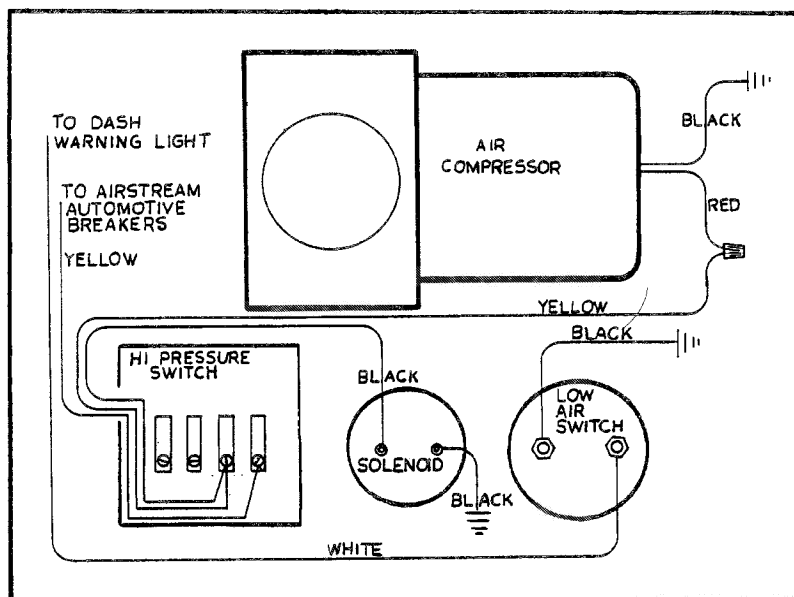 TO DASH
WARNING LIGHT
TO AIRSTREAM
AUTOMOTIVE
BREAKERS
YELLOW
AIR
COMPRESSOR
BLACK
RED
YELLOW
BLACK
HI PRESSURE
SWITCH
BLACK
SOLENOID
BLACK
LOW
AIR
SWITCH
WHITE